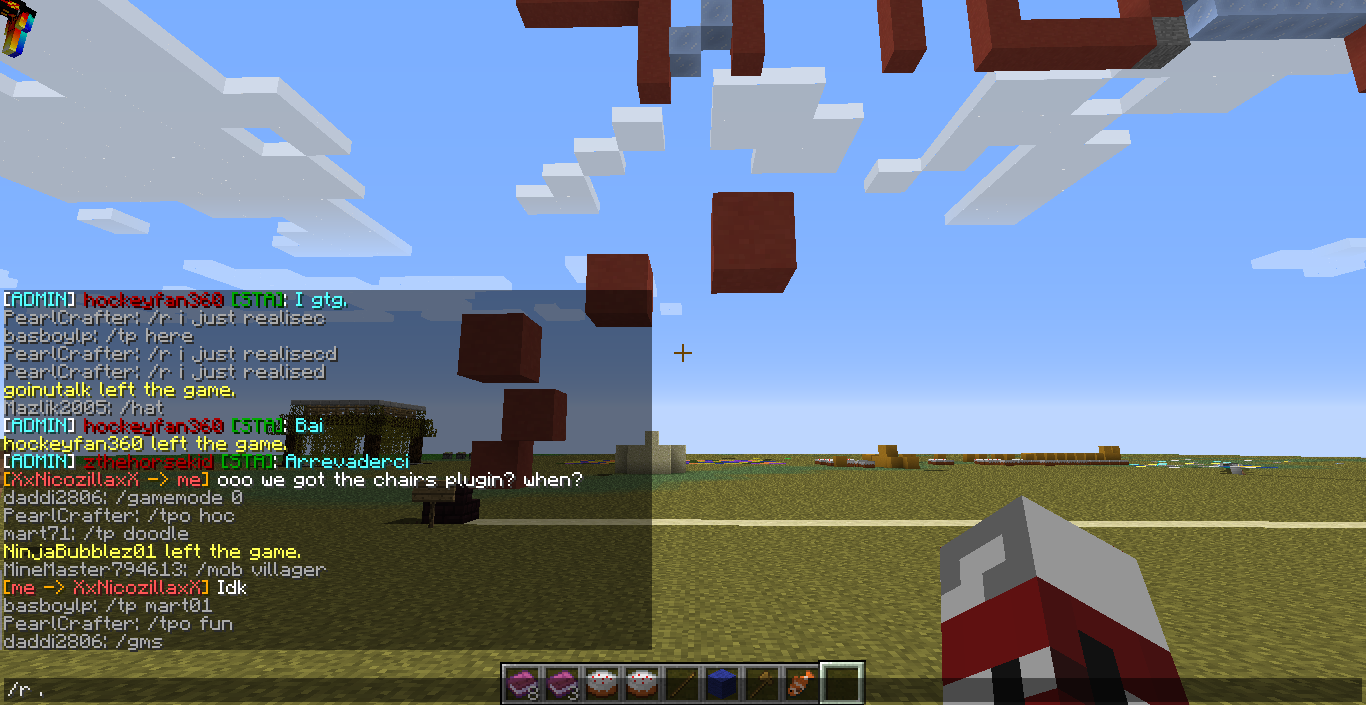 [ADMIN] hockeyfan360 [STA]: I gtg.
PearlCrafter: /r i just realisec
basboylp: /tp here
PearlCrafter: /r i just realisecd
PearlCrafter: /r i just realised
goinutalk left the game.
Mazlik2005: /hat
[ADMIN] hockeyfan360 [STA]: Bai
hockeyfan360 left the game.
[ADMIN] zthehorsekid [STA]: Arrevaderci
[XxNicozillaxX -> me] ooo we got the chairs plugin? when?
daddi2806: /gamemode 0
PearlCrafter: /tpo hoc
mart71: /tp doodle
NinjaBubblez01 left the game.
MineMaster794613: /mob villager
[me -> XxNicozillaxX] Idk
basboylp: /tp mart01
PearlCrafter: /tpo fun
daddi2806: /gms
/r .
8
3